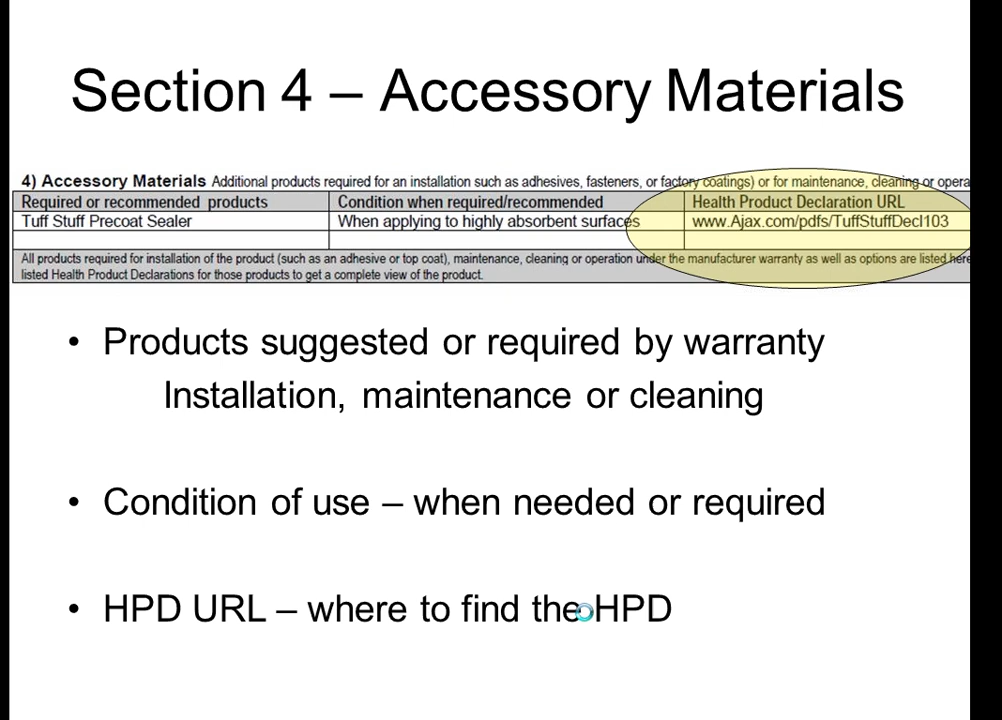 Section 4 – Accessory Materials
4) Accessory Materials Additional products required for an installation such as adhesives, fasteners, or factory coatings) or for maintenance, cleaning or opera
Required or recommended products Condition when required/recommended Health Product Declaration URL
Tuff Stuff Precoat Sealer When applying to highly absorbent surfaces www.Ajax.com/pdfs/TuffStuffDecl103
All products required for installation of the product (such as an adhesive or top coat), maintenance, cleaning or operation under the manufacturer warranty as well as options are listed here
listed Health Product Declarations for those products to get a complete view of the product.
• Products suggested or required by warranty
Installation, maintenance or cleaning
• Condition of use – when needed or required
• HPD URL – where to find the HPD